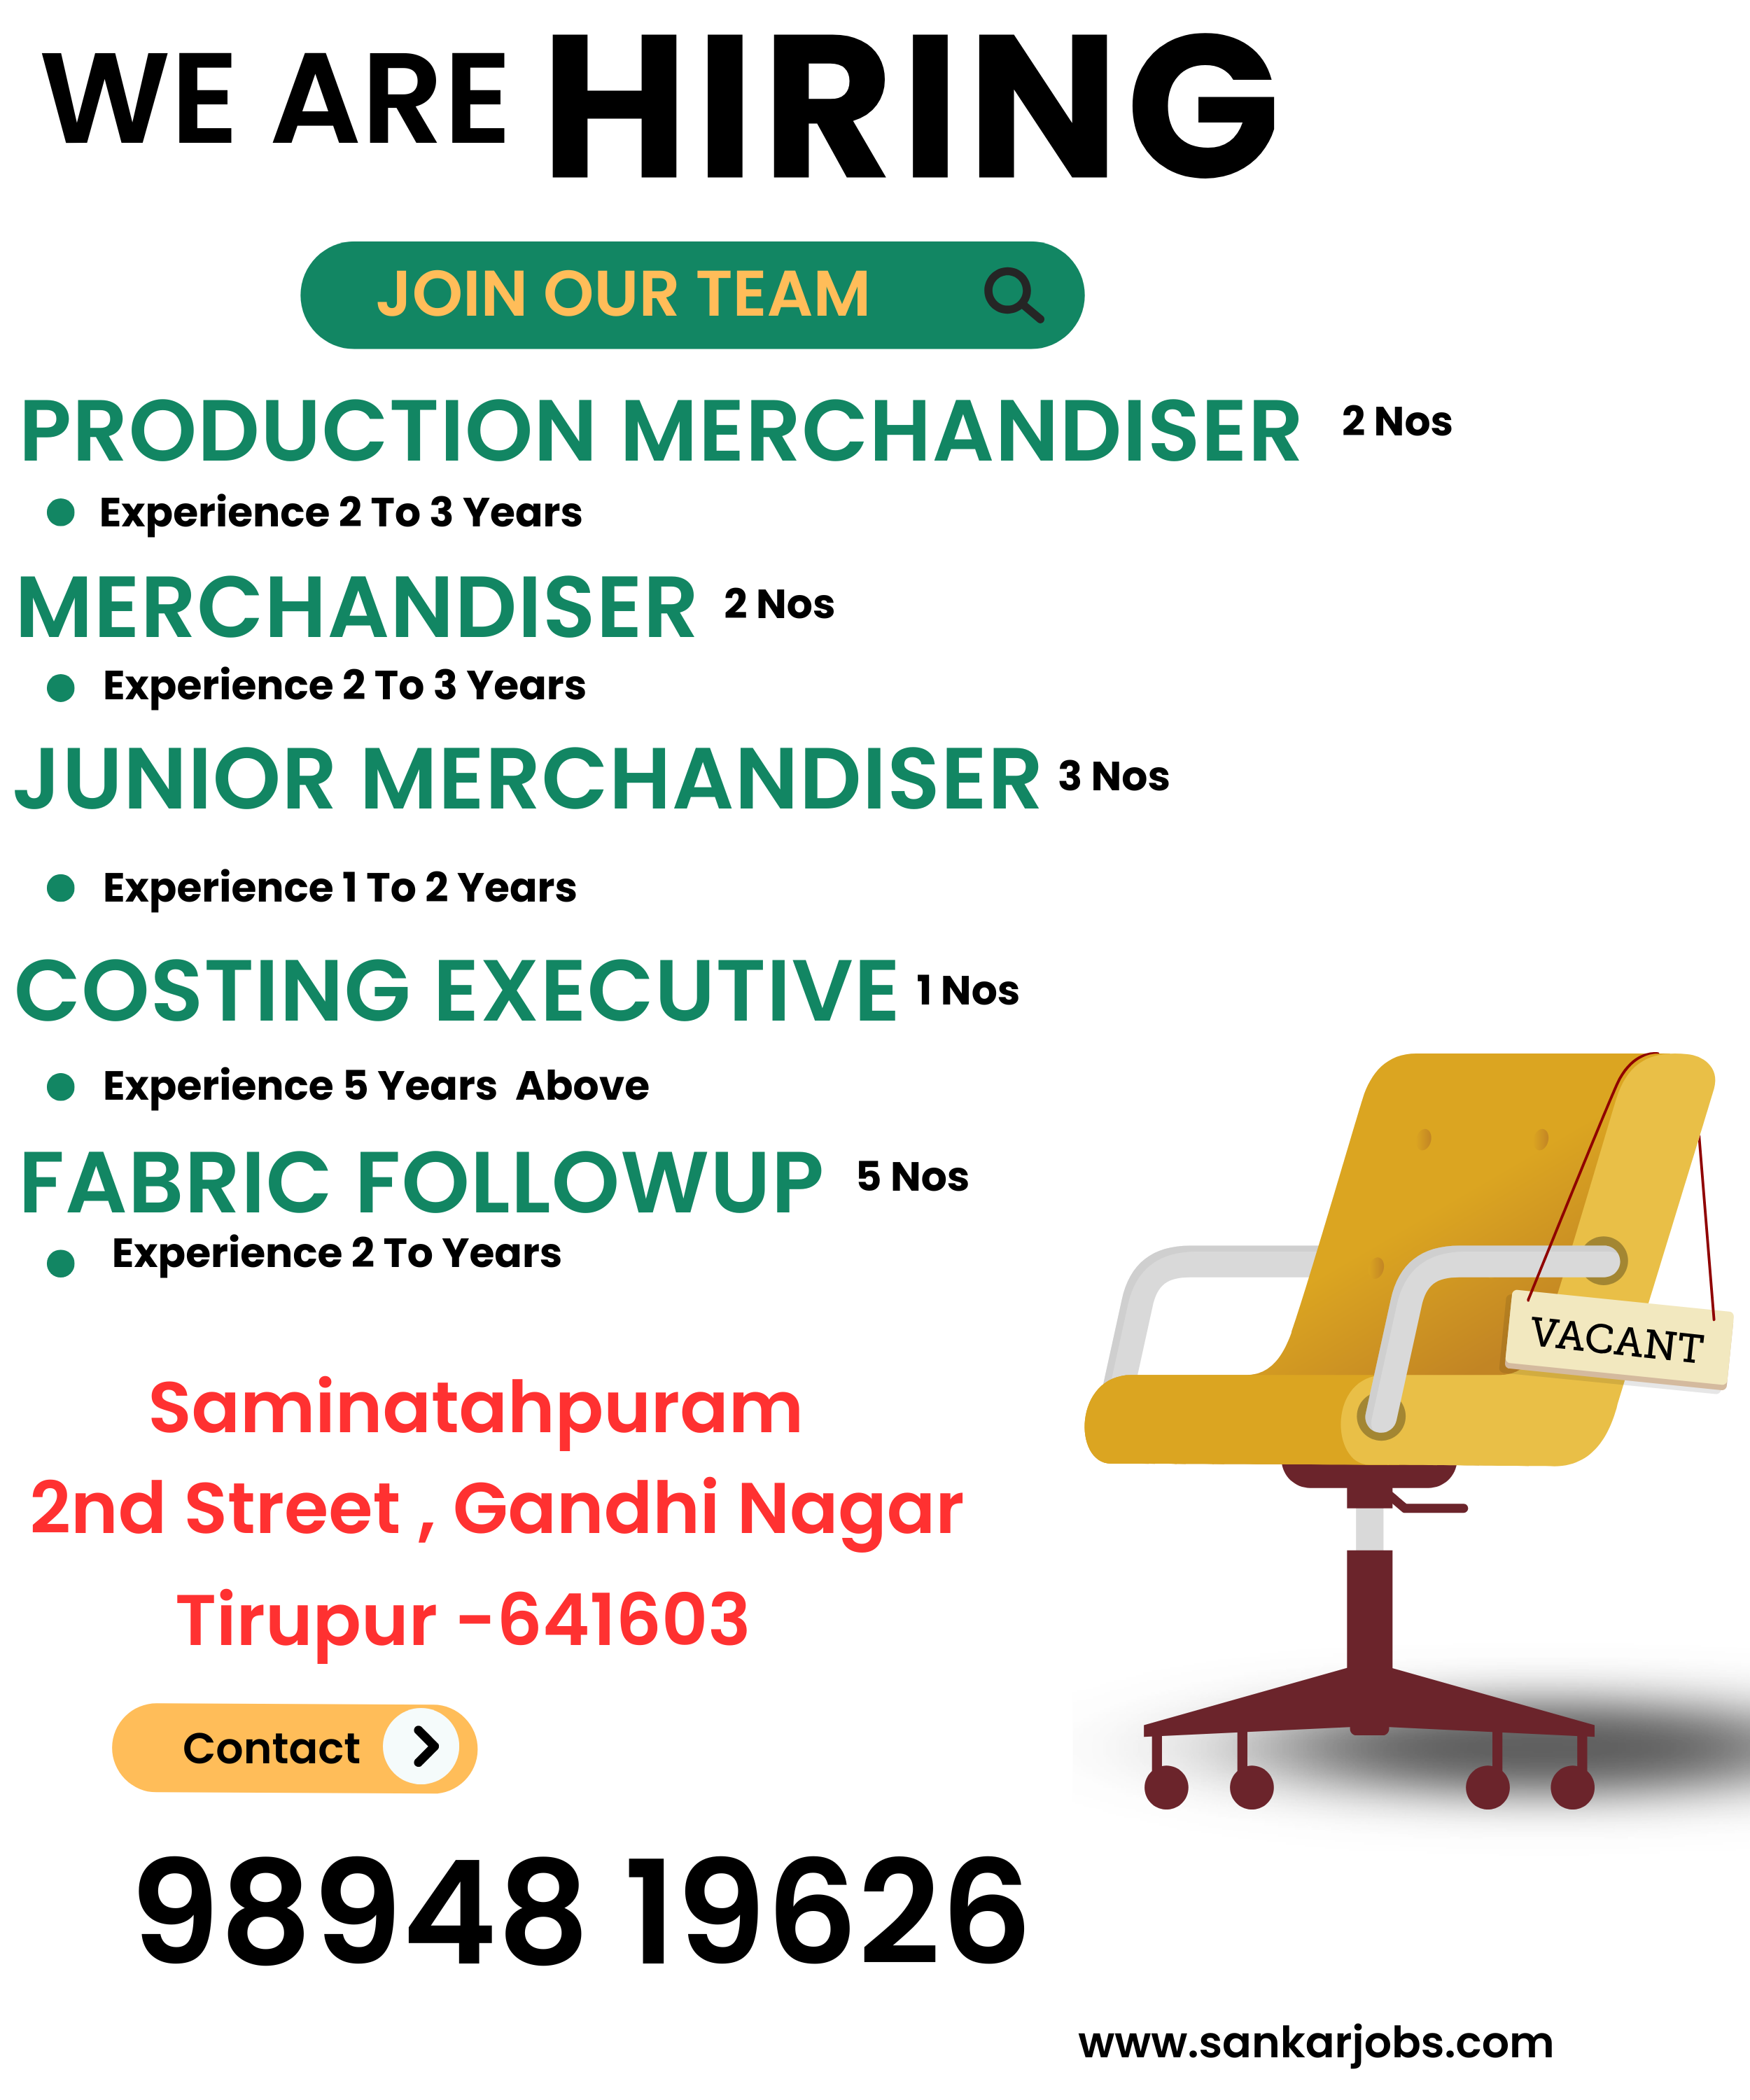 WE ARE HIRING
JOIN OUR TEAM
PRODUCTION MERCHANDISER 2 Nos
Experience 2 To 3 Years
MERCHANDISER 2 Nos
Experience 2 To 3 Years
JUNIOR MERCHANDISER 3 Nos
Experience 1 To 2 Years
COSTING EXECUTIVE 1 Nos
Experience 5 Years Above
FABRIC FOLLOWUP 5 Nos
Experience 2 To Years
VACANT
Saminatahpuram
2nd Street , Gandhi Nagar
Tirupur -641603
Contact
98948 19626
www.sankarjobs.com